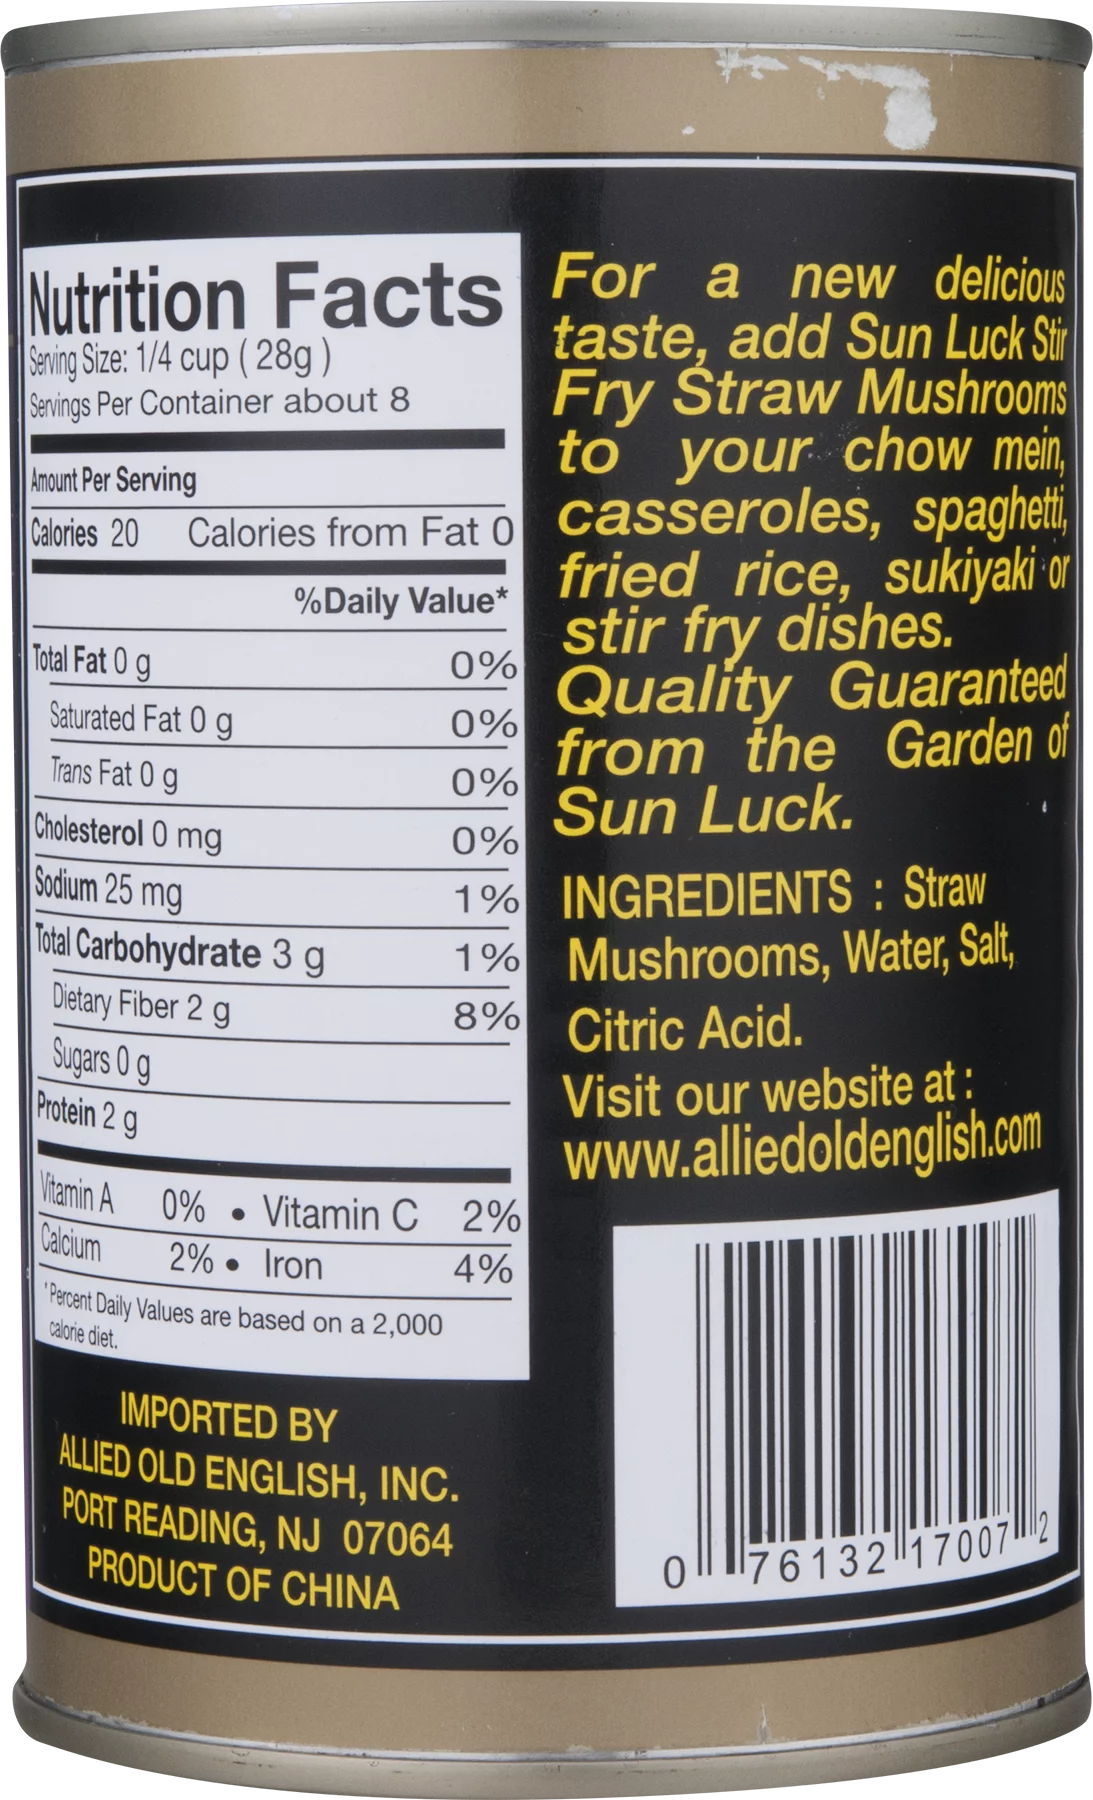 Nutrition Facts
Serving Size: 1/4 cup ( 28g )
Servings Per Container about 8
Amount Per Serving
Calories 20 Calories from Fat 0
%Daily Value*
Total Fat 0 g 0%
Saturated Fat 0 g 0%
Trans Fat 0 g 0%
Cholesterol 0 mg 0%
Sodium 25 mg 1%
Total Carbohydrate 3 g 1%
Dietary Fiber 2 g 8%
Sugars 0 g
Protein 2 g
Vitamin A 0% • Vitamin C 2%
Calcium 2% • Iron 4%
*Percent Daily Values are based on a 2,000
calorie diet.
IMPORTED BY
ALLIED OLD ENGLISH, INC.
PORT READING, NJ 07064
PRODUCT OF CHINA
For a new delicious
taste, add Sun Luck Stir
Fry Straw Mushrooms
to your chow mein,
casseroles, spaghetti,
fried rice, sukiyaki or
stir fry dishes.
Quality Guaranteed
from the Garden of
Sun Luck.
INGREDIENTS : Straw
Mushrooms, Water, Salt,
Citric Acid.
Visit our website at :
www.alliedoldenglish.com
0 76132 17007 2